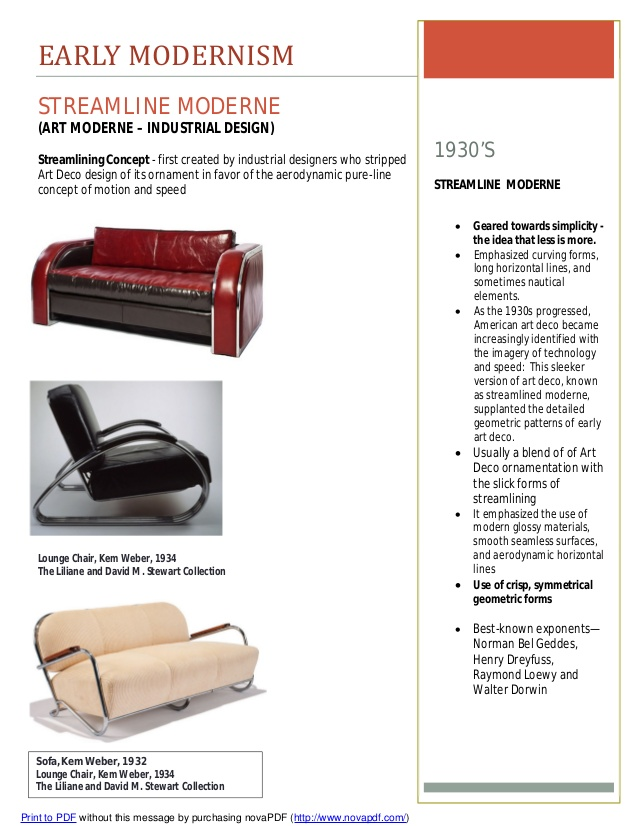 EARLY MODERNISM
STREAMLINE MODERNE
(ART MODERNE – INDUSTRIAL DESIGN)
Streamlining Concept - first created by industrial designers who stripped
Art Deco design of its ornament in favor of the aerodynamic pure-line
concept of motion and speed
Lounge Chair, Kem Weber, 1934
The Liliane and David M. Stewart Collection
Sofa, Kem Weber, 1932
Lounge Chair, Kem Weber, 1934
The Liliane and David M. Stewart Collection
1930’S
STREAMLINE MODERNE
• Geared towards simplicity -
the idea that less is more.
• Emphasized curving forms,
long horizontal lines, and
sometimes nautical
elements.
• As the 1930s progressed,
American art deco became
increasingly identified with
the imagery of technology
and speed: This sleeker
version of art deco, known
as streamlined moderne,
supplanted the detailed
geometric patterns of early
art deco.
• Usually a blend of of Art
Deco ornamentation with
the slick forms of
streamlining
• It emphasized the use of
modern glossy materials,
smooth seamless surfaces,
and aerodynamic horizontal
lines
• Use of crisp, symmetrical
geometric forms
• Best-known exponents—
Norman Bel Geddes,
Henry Dreyfuss,
Raymond Loewy and
Walter Dorwin
Print to PDF without this message by purchasing novaPDF (http://www.novapdf.com/)